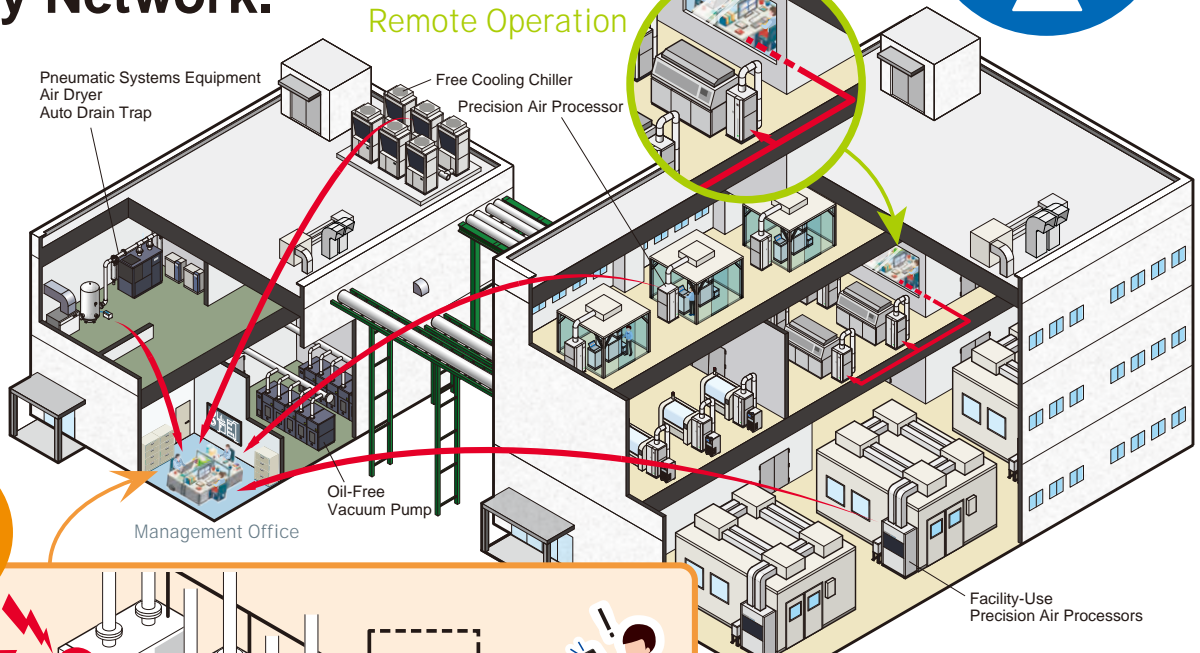 y Network.
Remote Operation
Pneumatic Systems Equipment
Air Dryer
Auto Drain Trap
Free Cooling Chiller
Precision Air Processor
Oil-Free
Vacuum Pump
Management Office
Facility-Use
Precision Air Processors
!